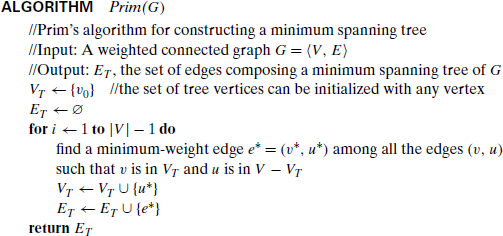 ALGORITHM Prim(G)
//Prim's algorithm for constructing a minimum spanning tree
//Input: A weighted connected graph G = ⟨V, E⟩
//Output: E_T, the set of edges composing a minimum spanning tree of G
V_T ← {v_0} //the set of tree vertices can be initialized with any vertex
E_T ← ∅
for i ← 1 to |V| − 1 do
find a minimum-weight edge e* = (v*, u*) among all the edges (v, u)
such that v is in V_T and u is in V − V_T
V_T ← V_T ∪ {u*}
E_T ← E_T ∪ {e*}
return E_T